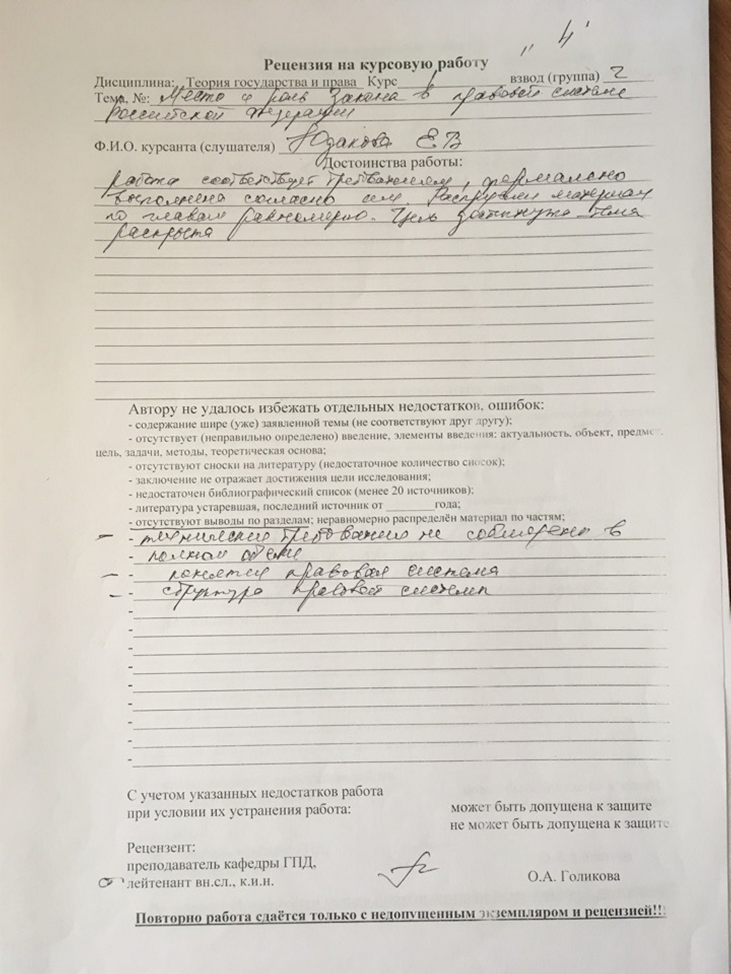 „ 4 "
Рецензия на курсовую работу
Дисциплина: Теория государства и права Курс 1 взвод (группа) 2
Тема, №: Место и роль закона в правовой системе
Российской Федерации
Ф.И.О. курсанта (слушателя) Юдакова Е В
Достоинства работы:
работа соответствует требованиям, формально
выполнена согласно им. Распределен материал
по главам равномерно. Цель достигнута тема
раскрыта
Автору не удалось избежать отдельных недостатков, ошибок:
- содержание шире (уже) заявленной темы (не соответствуют друг другу);
- отсутствует (неправильно определено) введение, элементы введения: актуальность, объект, предмет,
цель, задачи, методы, теоретическая основа;
- отсутствуют сноски на литературу (недостаточное количество сносок);
- заключение не отражает достижения цели исследования;
- недостаточен библиографический список (менее 20 источников);
- литература устаревшая, последний источник от ________года;
- отсутствуют выводы по разделам; неравномерно распределён материал по частям;
- технические требования не соблюдены в
- полном объеме
- понятие правовая система
- структура правовой системы
С учетом указанных недостатков работа
при условии их устранения работа:
может быть допущена к защите
не может быть допущена к защите
Рецензент:
преподаватель кафедры ГПД,
лейтенант вн.сл., к.и.н.
О.А. Голикова
Повторно работа сдаётся только с недопущенным экземпляром и рецензией!!!